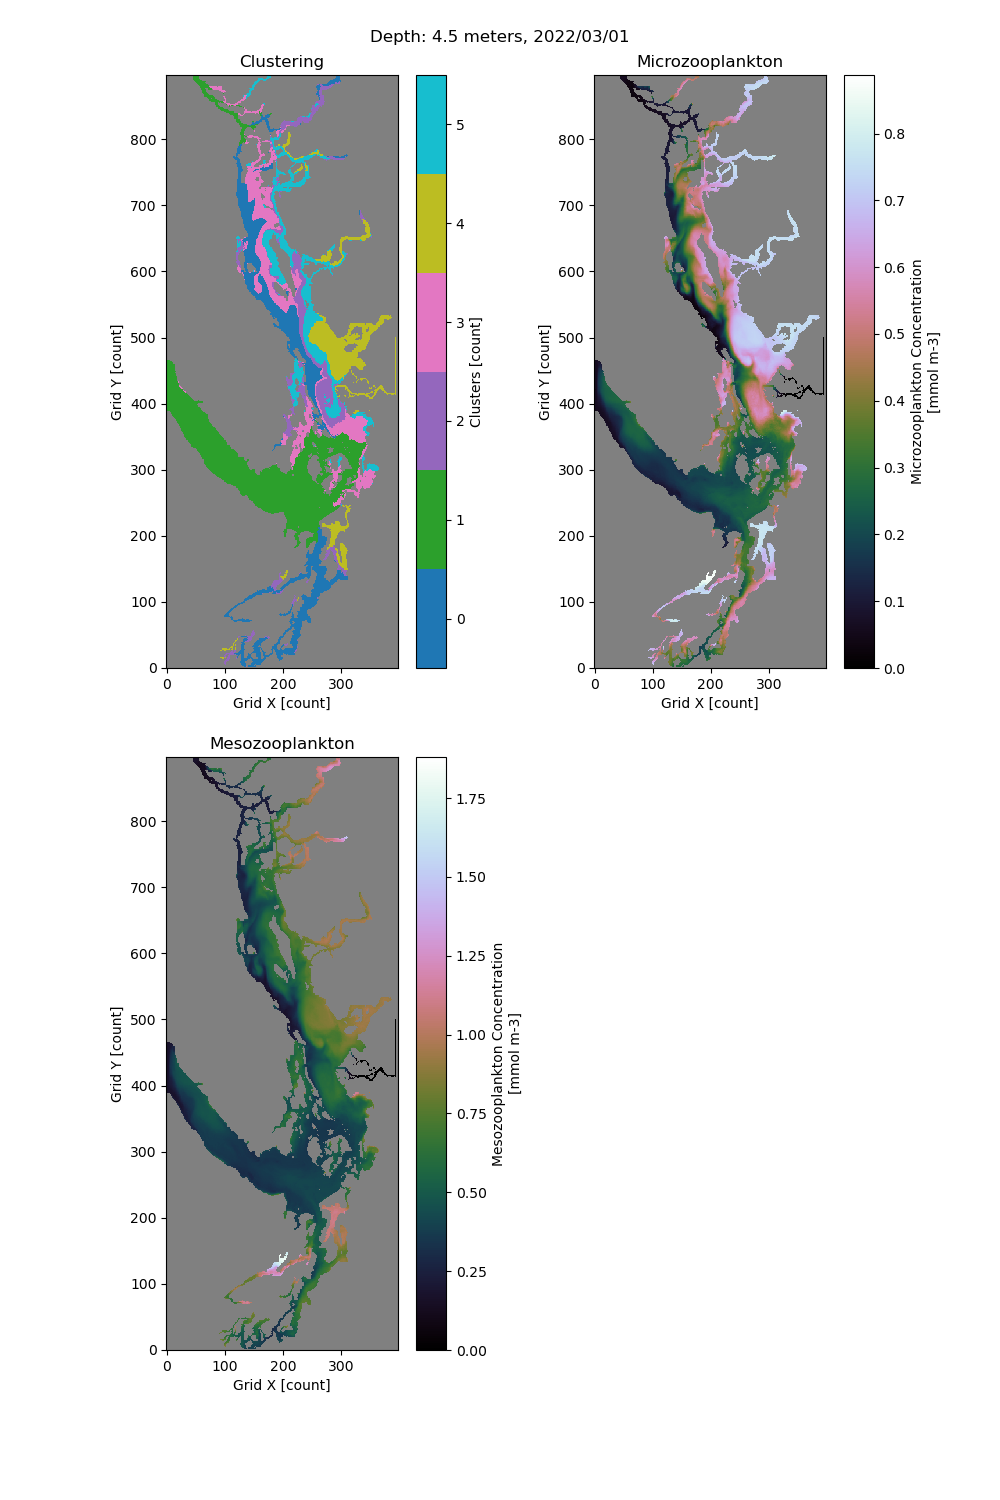 Depth: 4.5 meters, 2022/03/01
Clustering
Microzooplankton
800
700
600
500
400
300
200
100
0
Grid Y [count]
0 100 200 300
Grid X [count]
5
4
3
2
1
0
Clusters [count]
800
700
600
500
400
300
200
100
0
Grid Y [count]
0 100 200 300
Grid X [count]
0.8
0.7
0.6
0.5
0.4
0.3
0.2
0.1
0.0
Microzooplankton Concentration
[mmol m-3]
Mesozooplankton
800
700
600
500
400
300
200
100
0
Grid Y [count]
0 100 200 300
Grid X [count]
1.75
1.50
1.25
1.00
0.75
0.50
0.25
0.00
Mesozooplankton Concentration
[mmol m-3]